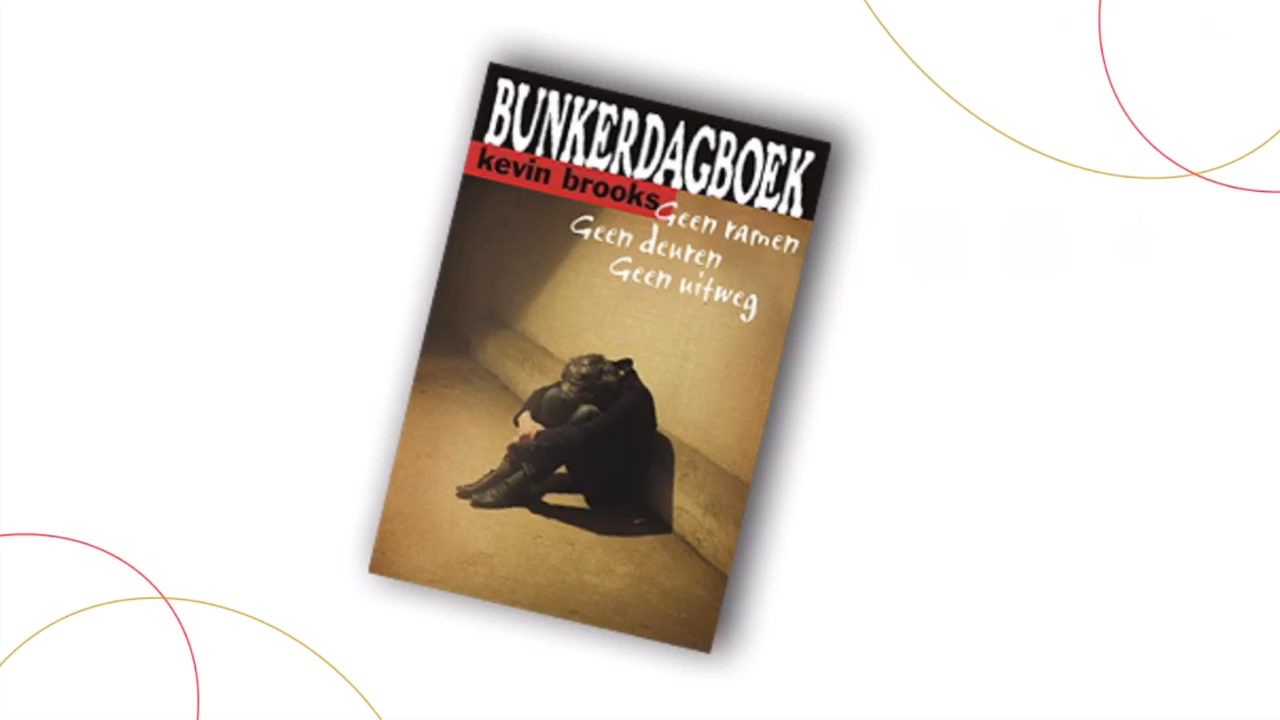 BUNKERDAGBOEK
kevin brooks
Geen ramen
Geen deuren
Geen uitweg